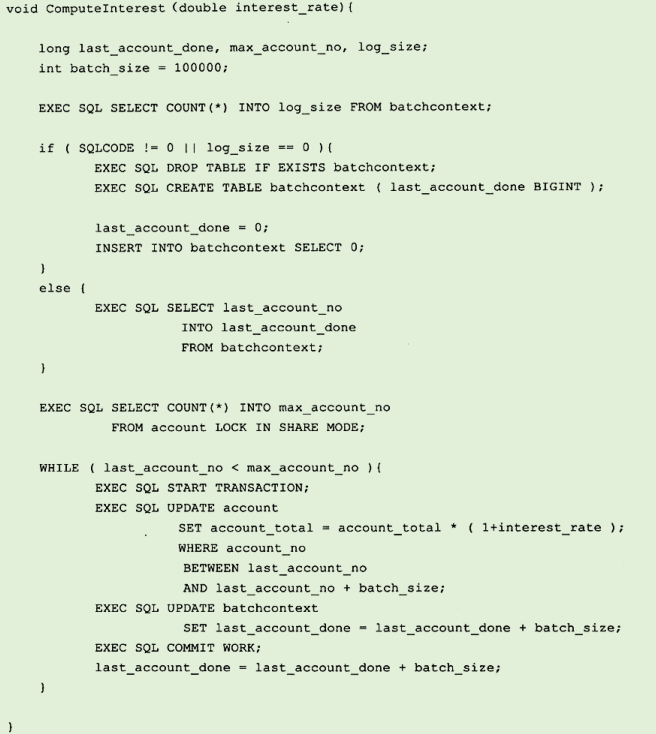 void ComputeInterest (double interest_rate){
long last_account_done, max_account_no, log_size;
int batch_size = 100000;
EXEC SQL SELECT COUNT(*) INTO log_size FROM batchcontext;
if ( SQLCODE != 0 || log_size == 0 ){
EXEC SQL DROP TABLE IF EXISTS batchcontext;
EXEC SQL CREATE TABLE batchcontext ( last_account_done BIGINT );
last_account_done = 0;
INSERT INTO batchcontext SELECT 0;
}
else {
EXEC SQL SELECT last_account_no
INTO last_account_done
FROM batchcontext;
}
EXEC SQL SELECT COUNT(*) INTO max_account_no
FROM account LOCK IN SHARE MODE;
WHILE ( last_account_no < max_account_no ){
EXEC SQL START TRANSACTION;
EXEC SQL UPDATE account
SET account_total = account_total * ( 1+interest_rate );
WHERE account_no
BETWEEN last_account_no
AND last_account_no + batch_size;
EXEC SQL UPDATE batchcontext
SET last_account_done = last_account_done + batch_size;
EXEC SQL COMMIT WORK;
last_account_done = last_account_done + batch_size;
}
}